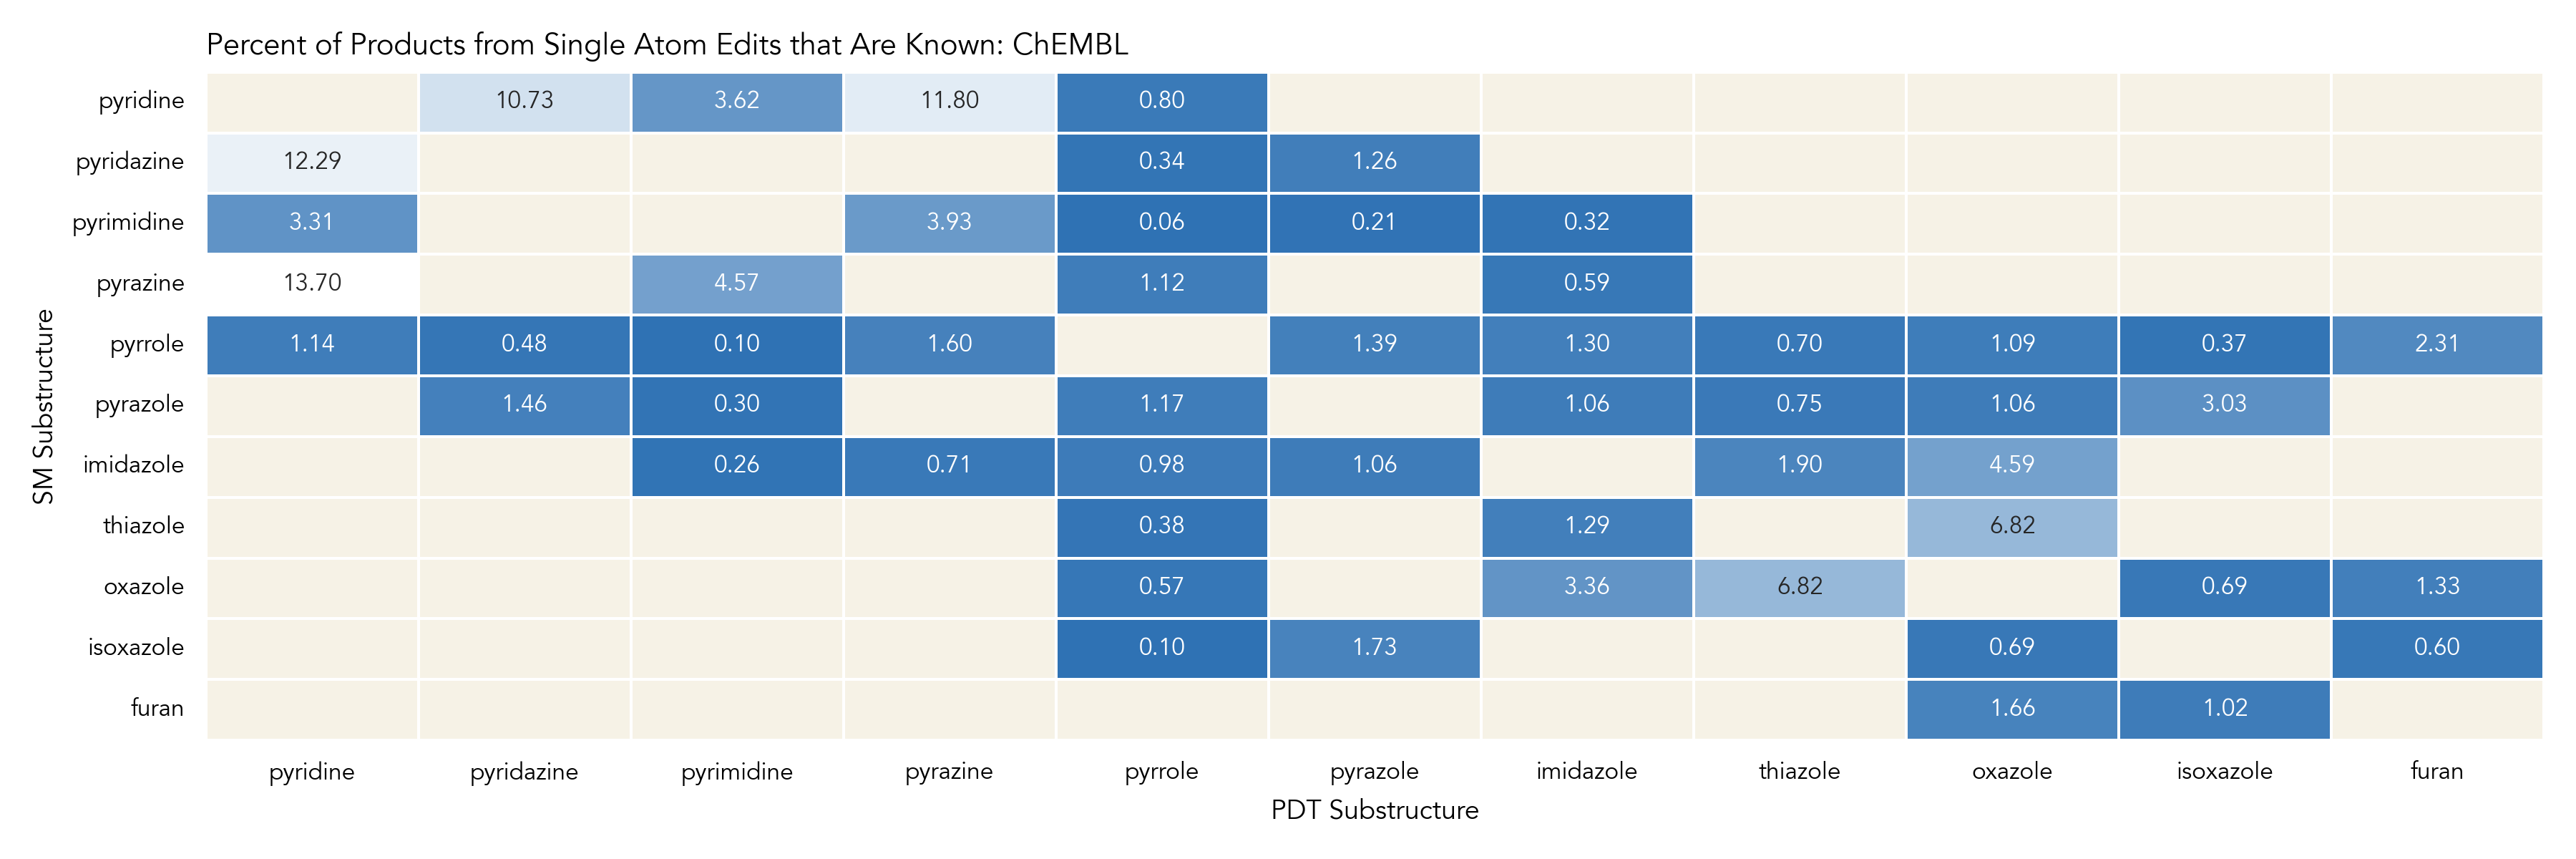 Percent of Products from Single Atom Edits that Are Known: ChEMBL
SM Substructure
pyridine 10.73 3.62 11.80 0.80
pyridazine 12.29 0.34 1.26
pyrimidine 3.31 3.93 0.06 0.21 0.32
pyrazine 13.70 4.57 1.12 0.59
pyrrole 1.14 0.48 0.10 1.60 1.39 1.30 0.70 1.09 0.37 2.31
pyrazole 1.46 0.30 1.17 1.06 0.75 1.06 3.03
imidazole 0.26 0.71 0.98 1.06 1.90 4.59
thiazole 0.38 1.29 6.82
oxazole 0.57 3.36 6.82 0.69 1.33
isoxazole 0.10 1.73 0.69 0.60
furan 1.66 1.02
pyridine pyridazine pyrimidine pyrazine pyrrole pyrazole imidazole thiazole oxazole isoxazole furan
PDT Substructure